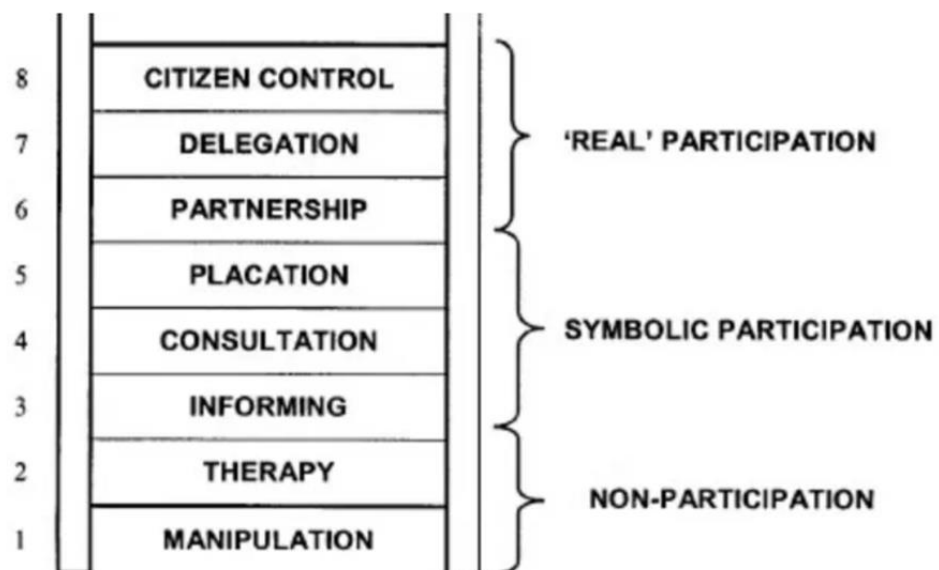 8 CITIZEN CONTROL
7 DELEGATION
'REAL' PARTICIPATION
6 PARTNERSHIP
5 PLACATION
4 CONSULTATION
SYMBOLIC PARTICIPATION
3 INFORMING
2 THERAPY
NON-PARTICIPATION
1 MANIPULATION